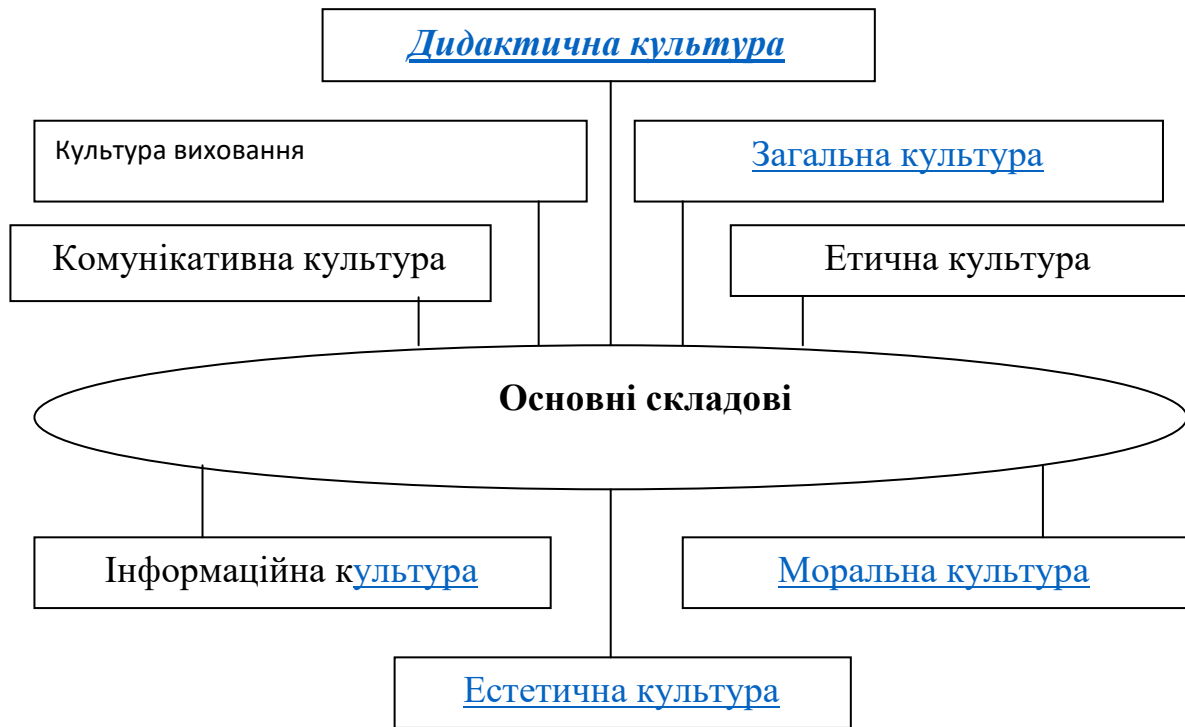 Дидактична культура
Культура виховання
Загальна культура
Комунікативна культура
Етична культура
Основні складові
Інформаційна культура
Моральна культура
Естетична культура